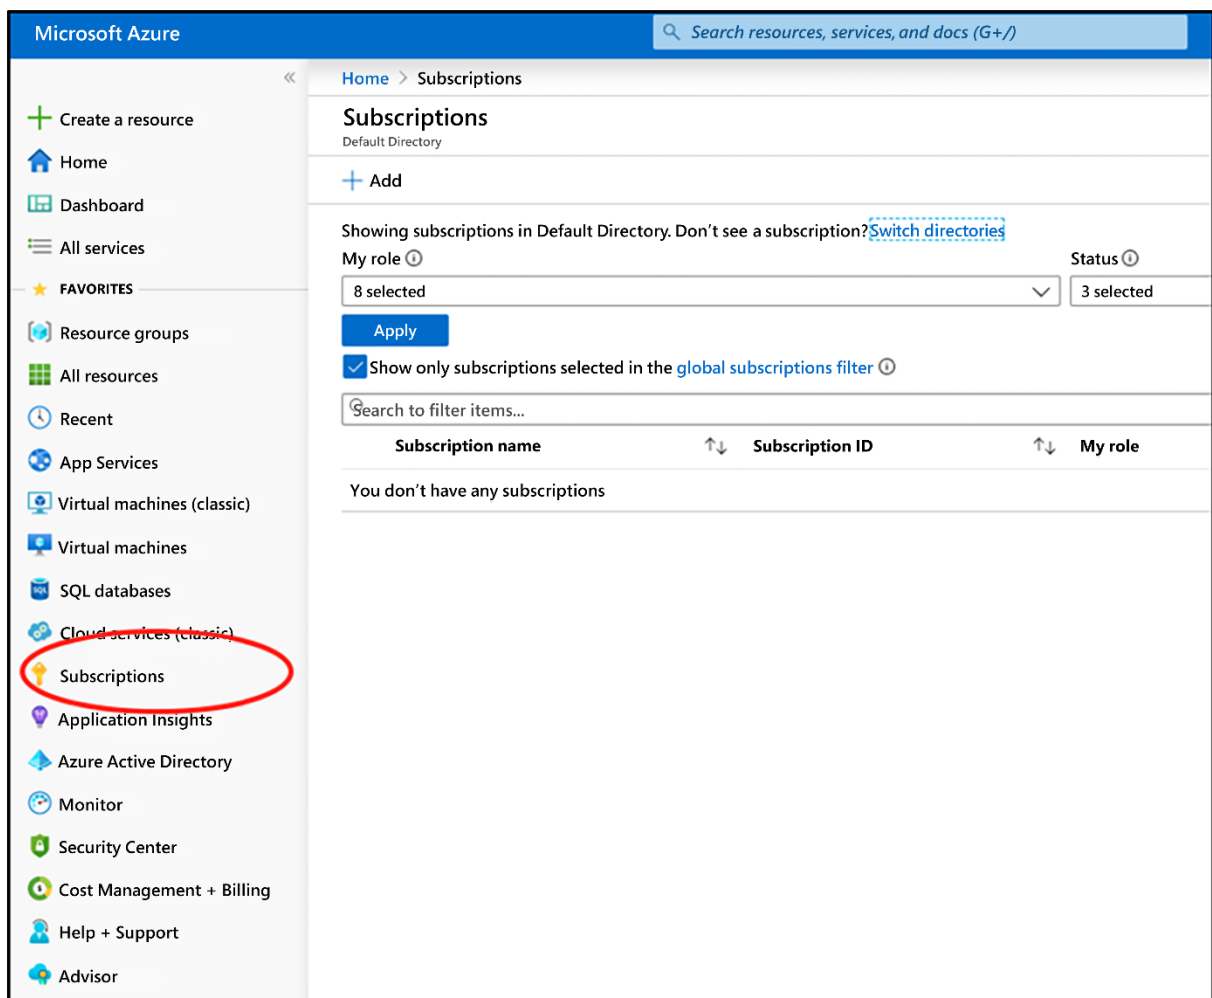 Microsoft Azure
Search resources, services, and docs (G+/)
«
Create a resource
Home
Dashboard
All services
FAVORITES
Resource groups
All resources
Recent
App Services
Virtual machines (classic)
Virtual machines
SQL
SQL databases
Cloud services (classic)
Subscriptions
Application Insights
Azure Active Directory
Monitor
Security Center
Cost Management + Billing
Help + Support
Advisor
Home > Subscriptions
Subscriptions
Default Directory
+ Add
Showing subscriptions in Default Directory. Don't see a subscription? Switch directories
My role
Status
8 selected
3 selected
Apply
Show only subscriptions selected in the global subscriptions filter
Search to filter items...
Subscription name ↑↓ Subscription ID ↑↓ My role
You don't have any subscriptions